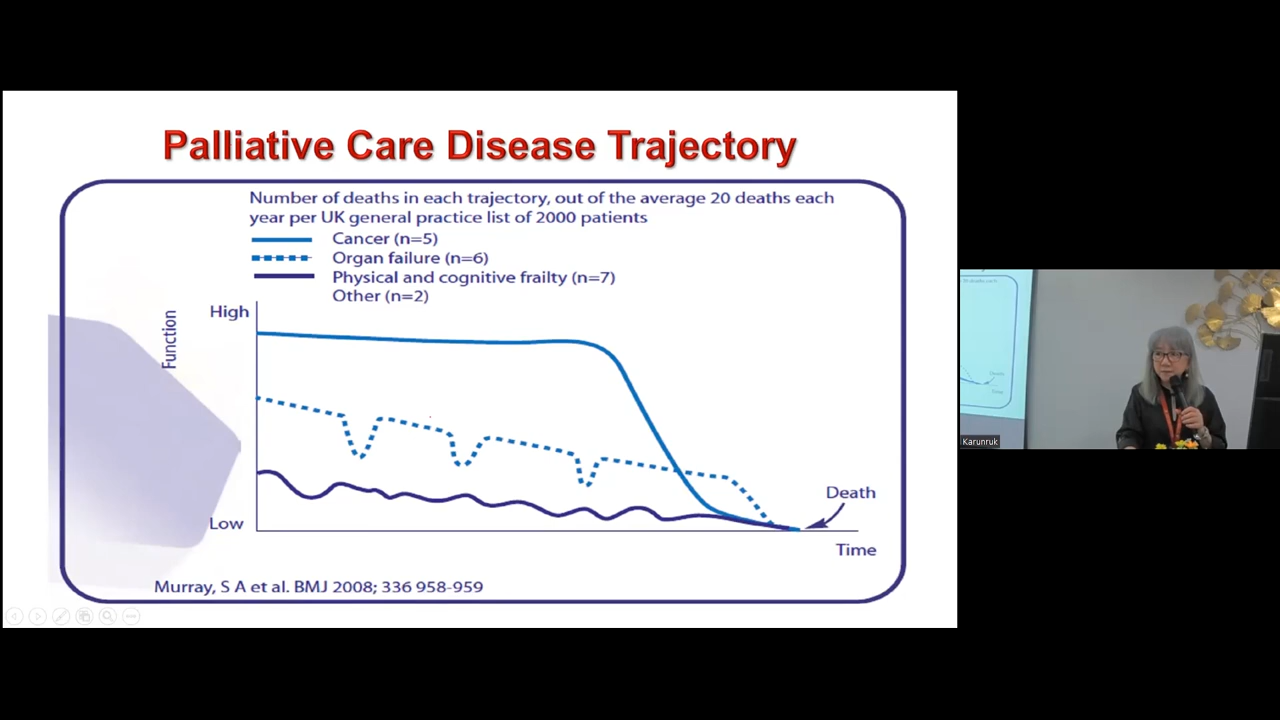 Palliative Care Disease Trajectory
Number of deaths in each trajectory, out of the average 20 deaths each
year per UK general practice list of 2000 patients
Cancer (n=5)
Organ failure (n=6)
Physical and cognitive frailty (n=7)
Other (n=2)
High
Function
Low
Death
Time
Murray, S A et al. BMJ 2008; 336 958-959
Karunruk